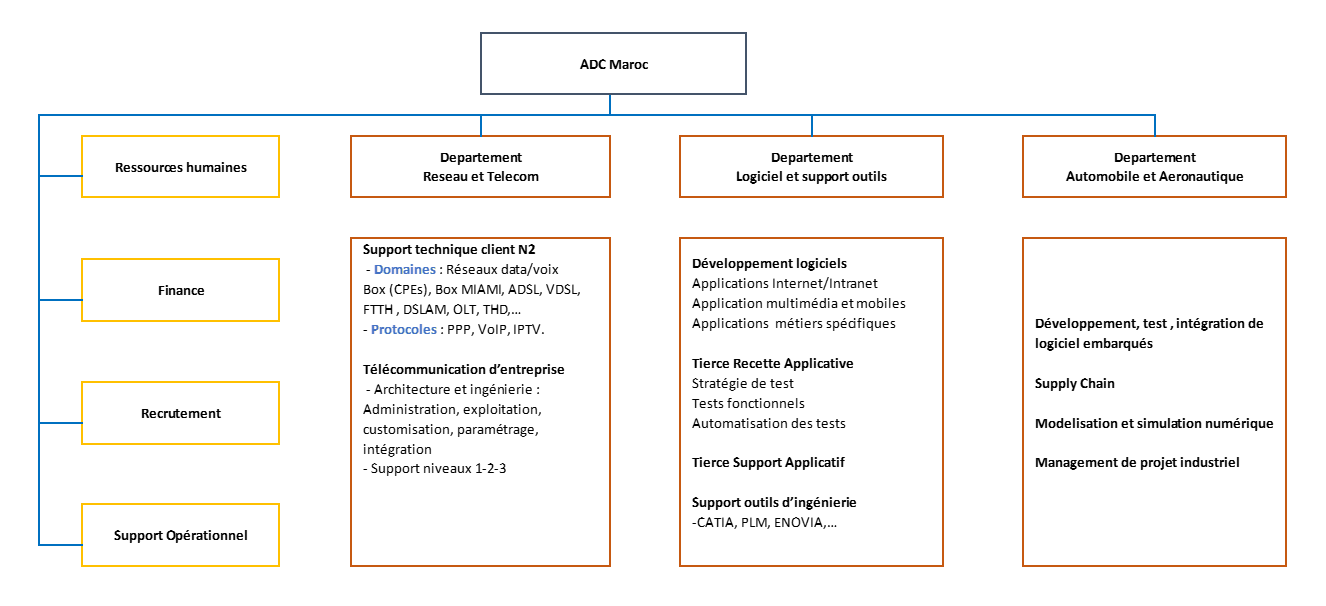 ADC Maroc
Ressources humaines
Finance
Recrutement
Support Opérationnel
Departement
Reseau et Telecom
Support technique client N2
- Domaines : Réseaux data/voix
Box (CPEs), Box MIAMI, ADSL, VDSL,
FTTH , DSLAM, OLT, THD,...
- Protocoles : PPP, VoIP, IPTV.
Télécommunication d’entreprise
- Architecture et ingénierie :
Administration, exploitation,
customisation, paramétrage,
intégration
- Support niveaux 1-2-3
Departement
Logiciel et support outils
Développement logiciels
Applications Internet/Intranet
Application multimédia et mobiles
Applications  métiers spécifiques
Tierce Recette Applicative
Stratégie de test
Tests fonctionnels
Automatisation des tests
Tierce Support Applicatif
Support outils d’ingénierie
-CATIA, PLM, ENOVIA,...
Departement
Automobile et Aeronautique
Développement, test , intégration de
logiciel embarqués
Supply Chain
Modelisation et simulation numérique
Management de projet industriel